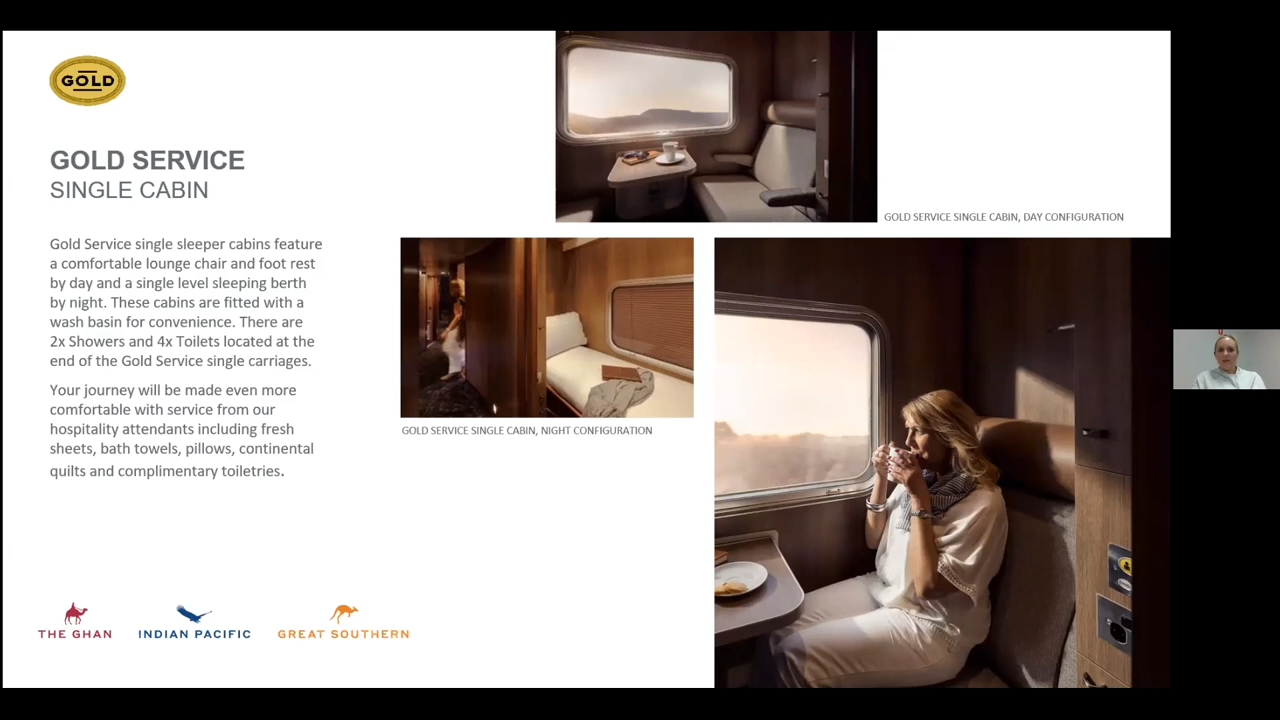 GOLD
GOLD SERVICE
SINGLE CABIN
Gold Service single sleeper cabins feature
a comfortable lounge chair and foot rest
by day and a single level sleeping berth
by night. These cabins are fitted with a
wash basin for convenience. There are
2x Showers and 4x Toilets located at the
end of the Gold Service single carriages.
Your journey will be made even more
comfortable with service from our
hospitality attendants including fresh
sheets, bath towels, pillows, continental
quilts and complimentary toiletries.
GOLD SERVICE SINGLE CABIN, DAY CONFIGURATION
GOLD SERVICE SINGLE CABIN, NIGHT CONFIGURATION
THE GHAN
INDIAN PACIFIC
GREAT SOUTHERN